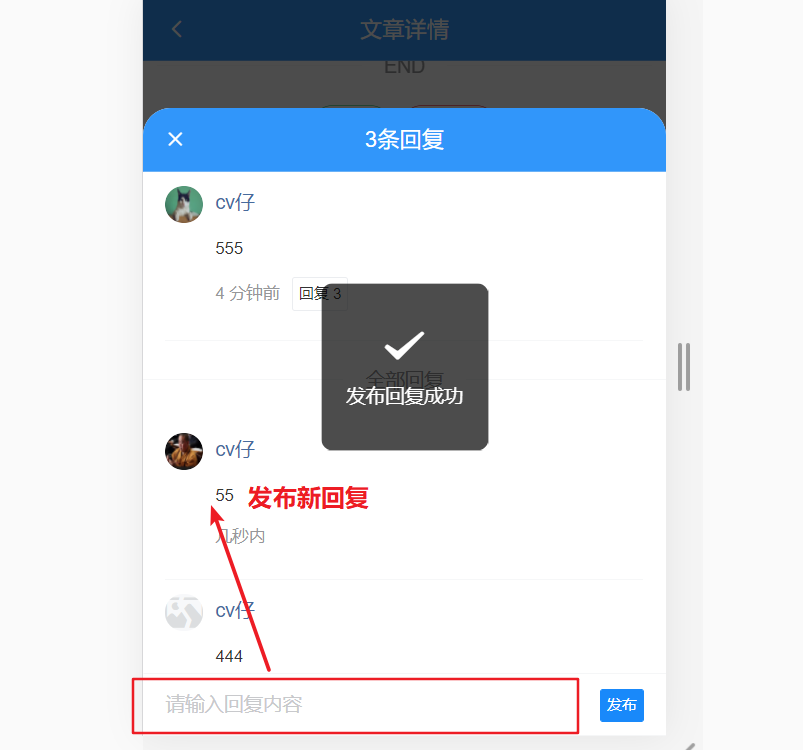 文章详情
END
3条回复
cv仔
555
4 分钟前 回复 3
全部回复
发布回复成功
cv仔
55 发布新回复
几秒内
cv仔
444
请输入回复内容 发布